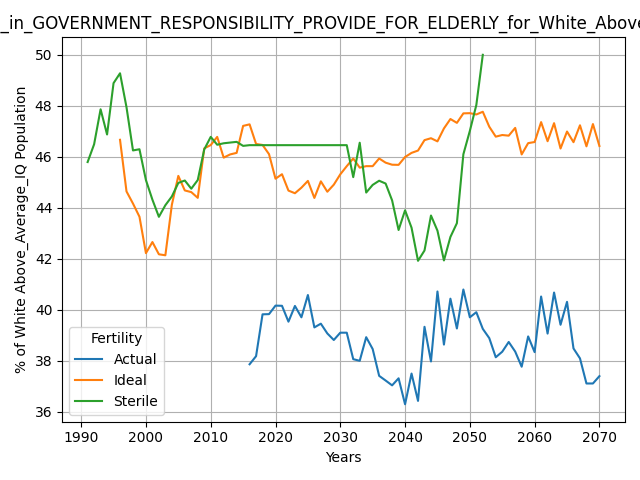 _in_GOVERNMENT_RESPONSIBILITY_PROVIDE_FOR_ELDERLY_for_White_Above
% of White Above_Average_IQ Population
50
48
46
44
42
40
38
36
Fertility
Actual
Ideal
Sterile
1990 2000 2010 2020 2030 2040 2050 2060 2070
Years